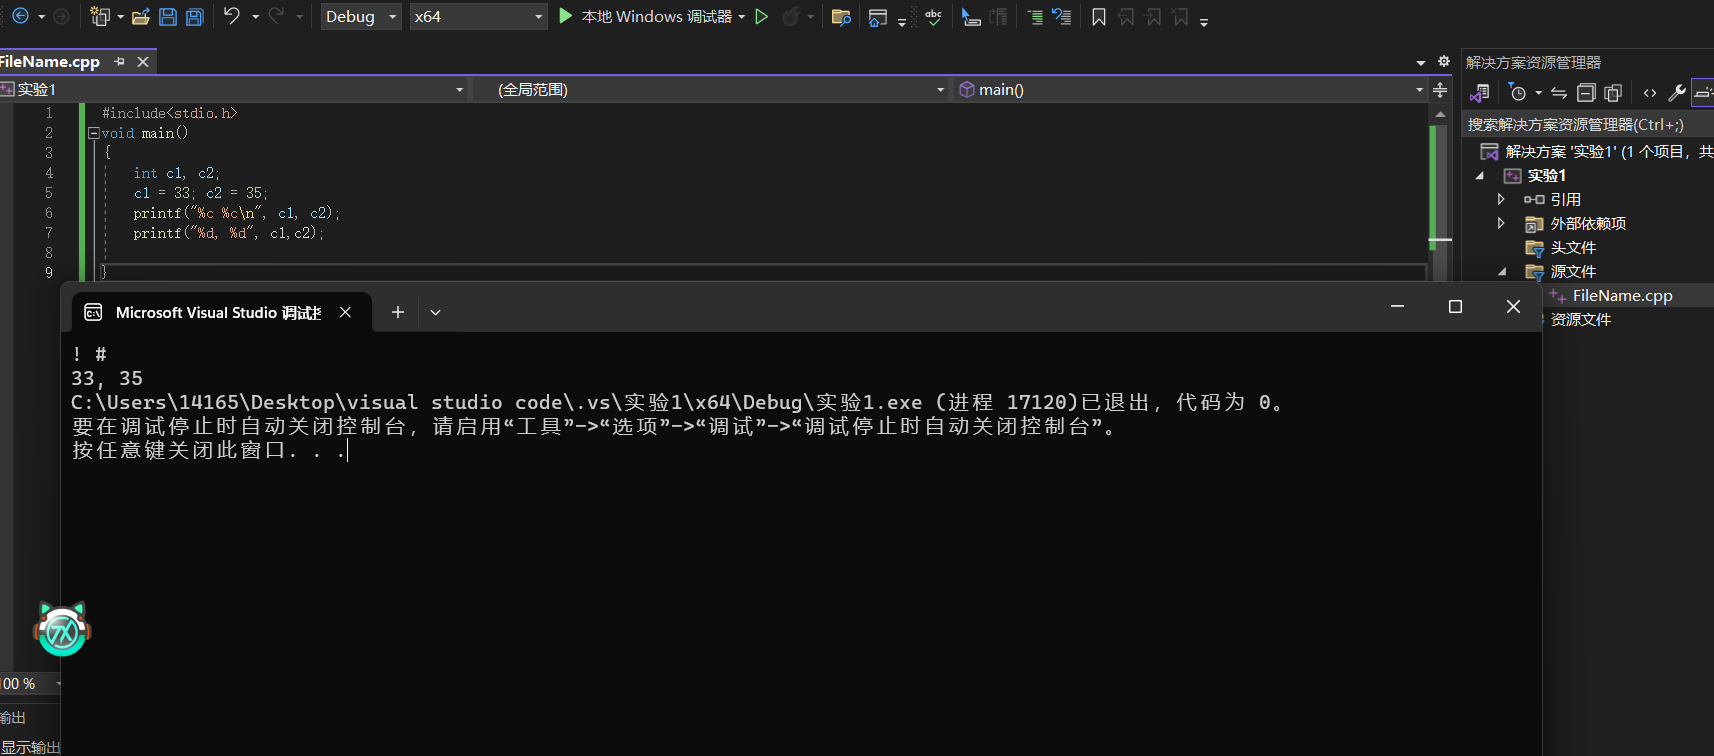 Debug x64 本地 Windows 调试器
FileName.cpp
解决方案资源管理器
实验1 (全局范围) main()
搜索解决方案资源管理器(Ctrl+;)
解决方案 '实验1' (1 个项目，共
实验1
引用
外部依赖项
头文件
源文件
FileName.cpp
资源文件
1 #include<stdio.h>
2 void main()
3 {
4 int c1, c2;
5 c1 = 33; c2 = 35;
6 printf("%c %c\n", c1, c2);
7 printf("%d, %d", c1,c2);
8
9 }
Microsoft Visual Studio 调试
! #
33, 35
C:\Users\14165\Desktop\visual studio code\.vs\实验1\x64\Debug\实验1.exe (进程 17120)已退出，代码为 0。
要在调试停止时自动关闭控制台，请启用“工具”->“选项”->“调试”->“调试停止时自动关闭控制台”。
按任意键关闭此窗口. . .
7X
100 %
输出
显示输出